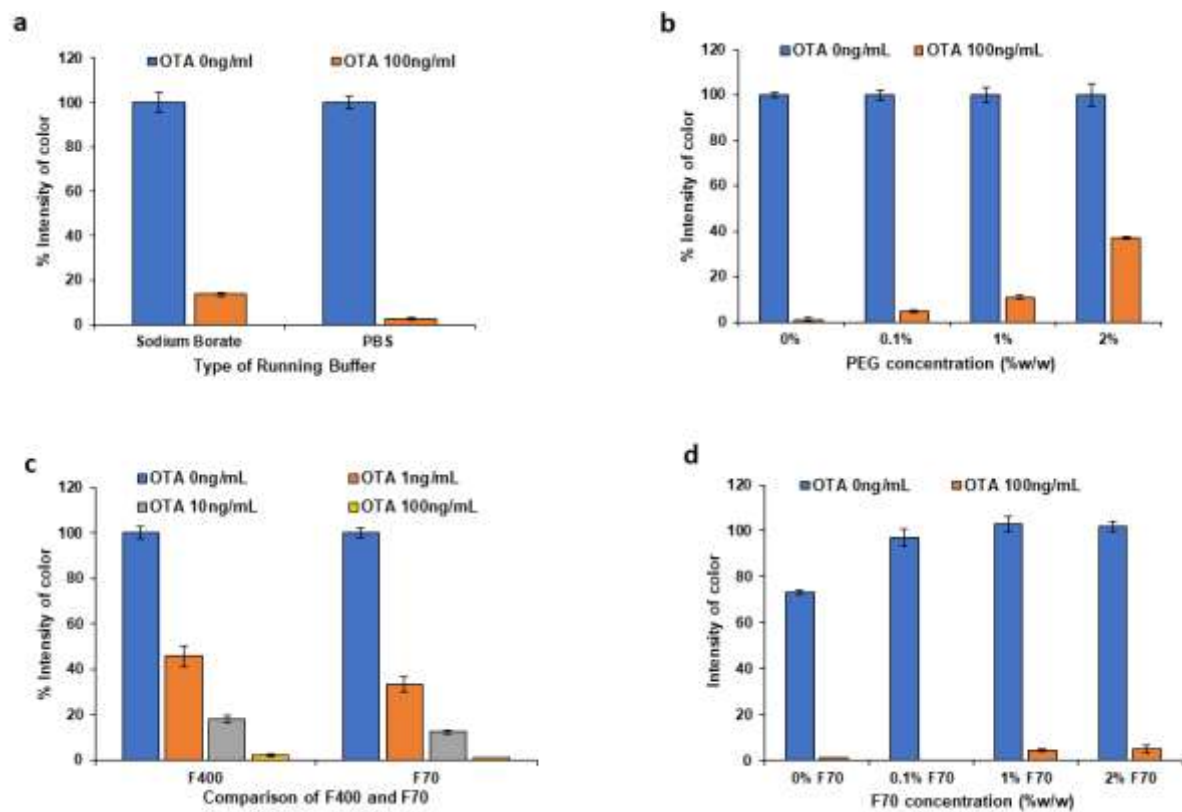 a
OTA 0ng/ml OTA 100ng/ml
120
100
80
60
40
20
0
% Intensity of color
Sodium Borate PBS
Type of Running Buffer
b
OTA 0ng/mL OTA 100ng/mL
120
100
80
60
40
20
0
% Intensity of color
0% 0.1% 1% 2%
PEG concentration (%w/w)
c
OTA 0ng/mL OTA 1ng/mL
OTA 10ng/mL OTA 100ng/mL
120
100
80
60
40
20
0
% Intensity of color
F400 F70
Comparison of F400 and F70
d
OTA 0ng/mL OTA 100ng/mL
120
100
80
60
40
20
0
Intensity of color
0% F70 0.1% F70 1% F70 2% F70
F70 concentration (%w/w)